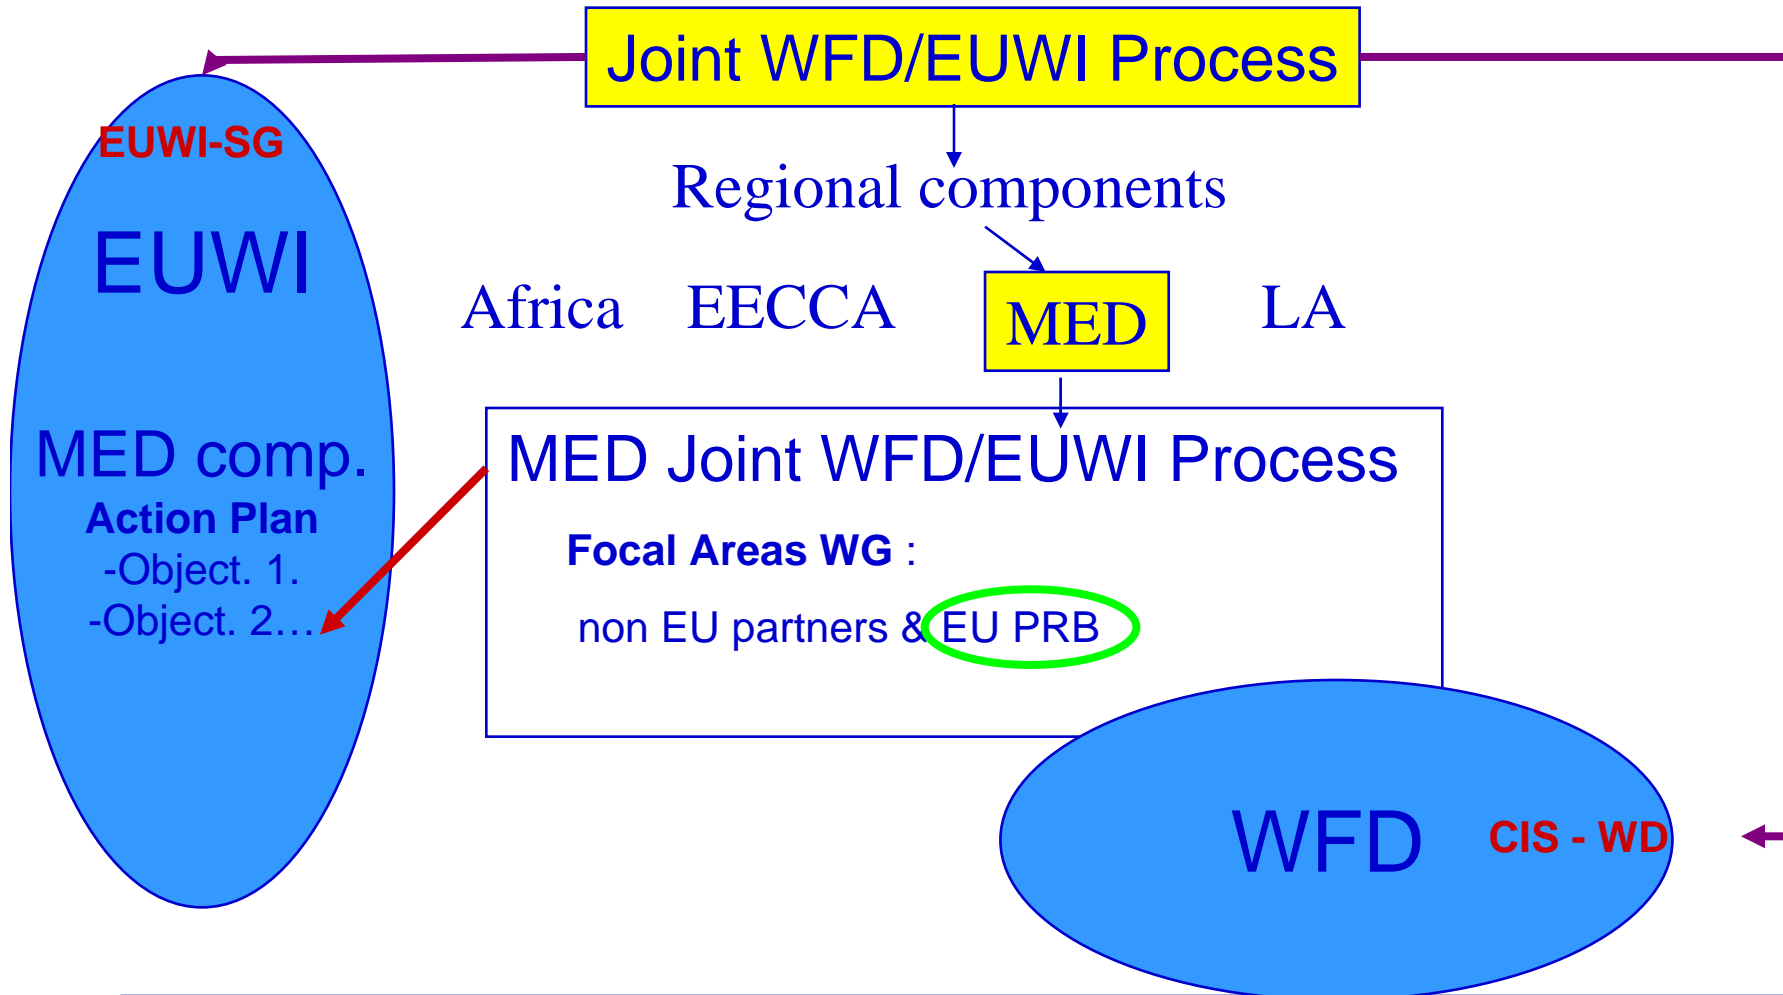 Joint WFD/EUWI Process
EUWI-SG
Regional components
EUWI
Africa EECCA MED LA
MED comp.
Action Plan
-Object. 1.
-Object. 2...
MED Joint WFD/EUWI Process
Focal Areas WG :
non EU partners & EU PRB
WFD CIS - WD